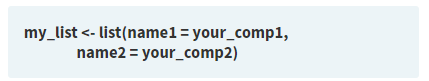 my_list <- list(name1 = your_comp1,
name2 = your_comp2)